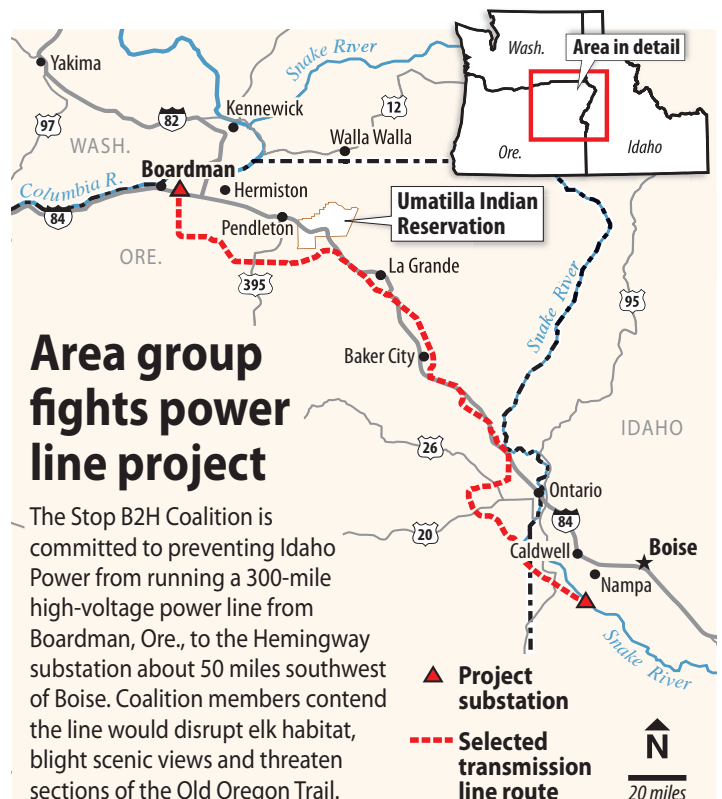 Wash.
Area in detail
Ore.
Idaho
Yakima
Snake River
Kennewick
12
82
97
WASH.
Walla Walla
Boardman
Columbia R.
84
Hermiston
Umatilla Indian
Reservation
Pendleton
ORE.
395
La Grande
Snake River
95
Baker City
IDAHO
26
Ontario
84
20
Caldwell
Boise
Nampa
Snake River
Area group
fights power
line project
The Stop B2H Coalition is
committed to preventing Idaho
Power from running a 300-mile
high-voltage power line from
Boardman, Ore., to the Hemingway
substation about 50 miles southwest
of Boise. Coalition members contend
the line would disrupt elk habitat,
blight scenic views and threaten
sections of the Old Oregon Trail.
Project
substation
Selected
transmission
line route
N
20 miles